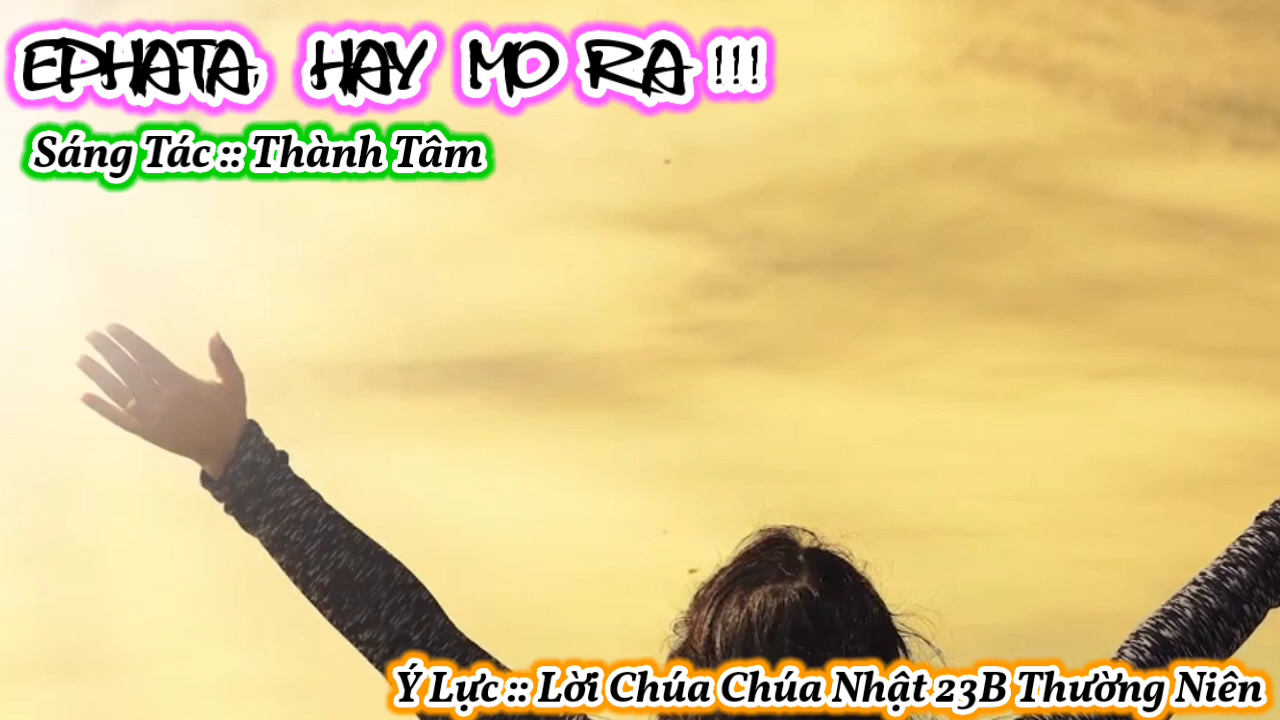 EPHATA, HAY MO RA !!!
Sáng Tác :: Thành Tâm
Ý Lực :: Lời Chúa Chúa Nhật 23B Thường Niên